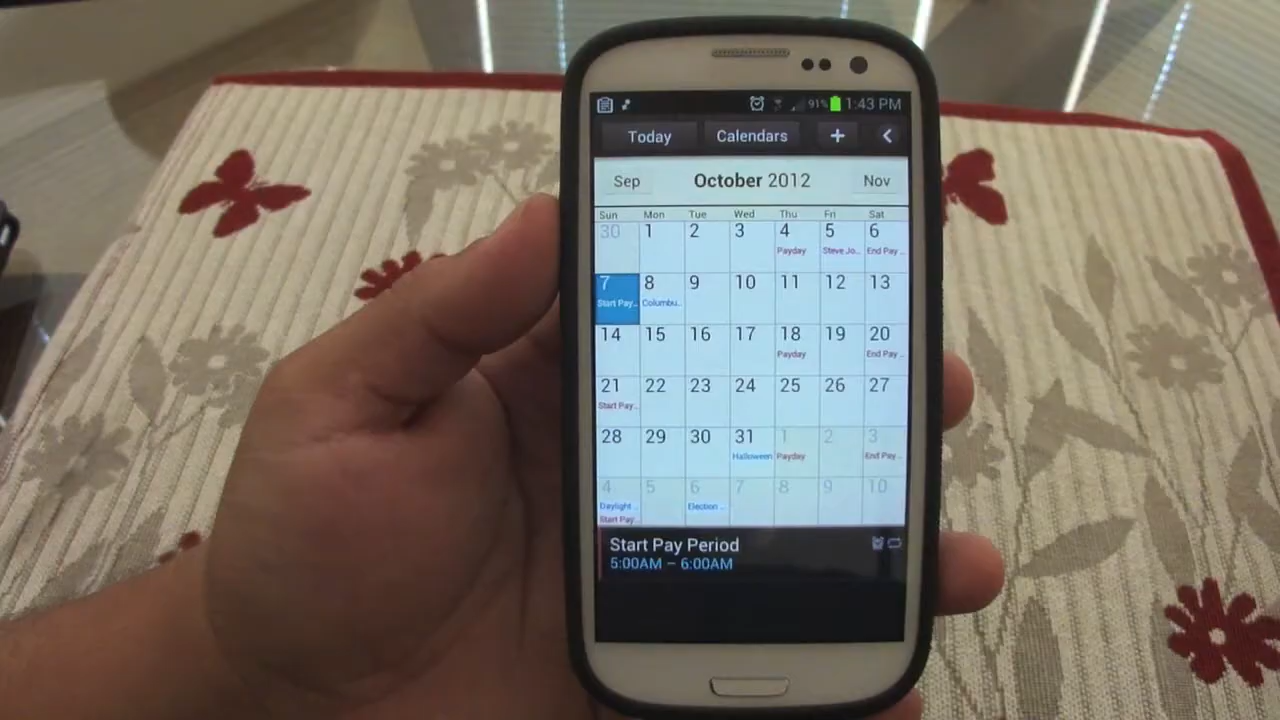 91% 1:43 PM
Today Calendars + <
Sep October 2012 Nov
Sun Mon Tue Wed Thu Fri Sat
30 1 2 3 4 5 6
Payday Steve Jo... End Pay...
7 8 9 10 11 12 13
Start Pay... Columbu...
14 15 16 17 18 19 20
Payday End Pay...
21 22 23 24 25 26 27
Start Pay...
28 29 30 31 1 2 3
Halloween Payday End Pay...
4 5 6 7 8 9 10
Daylight... Election...
Start Pay...
Start Pay Period
5:00AM – 6:00AM